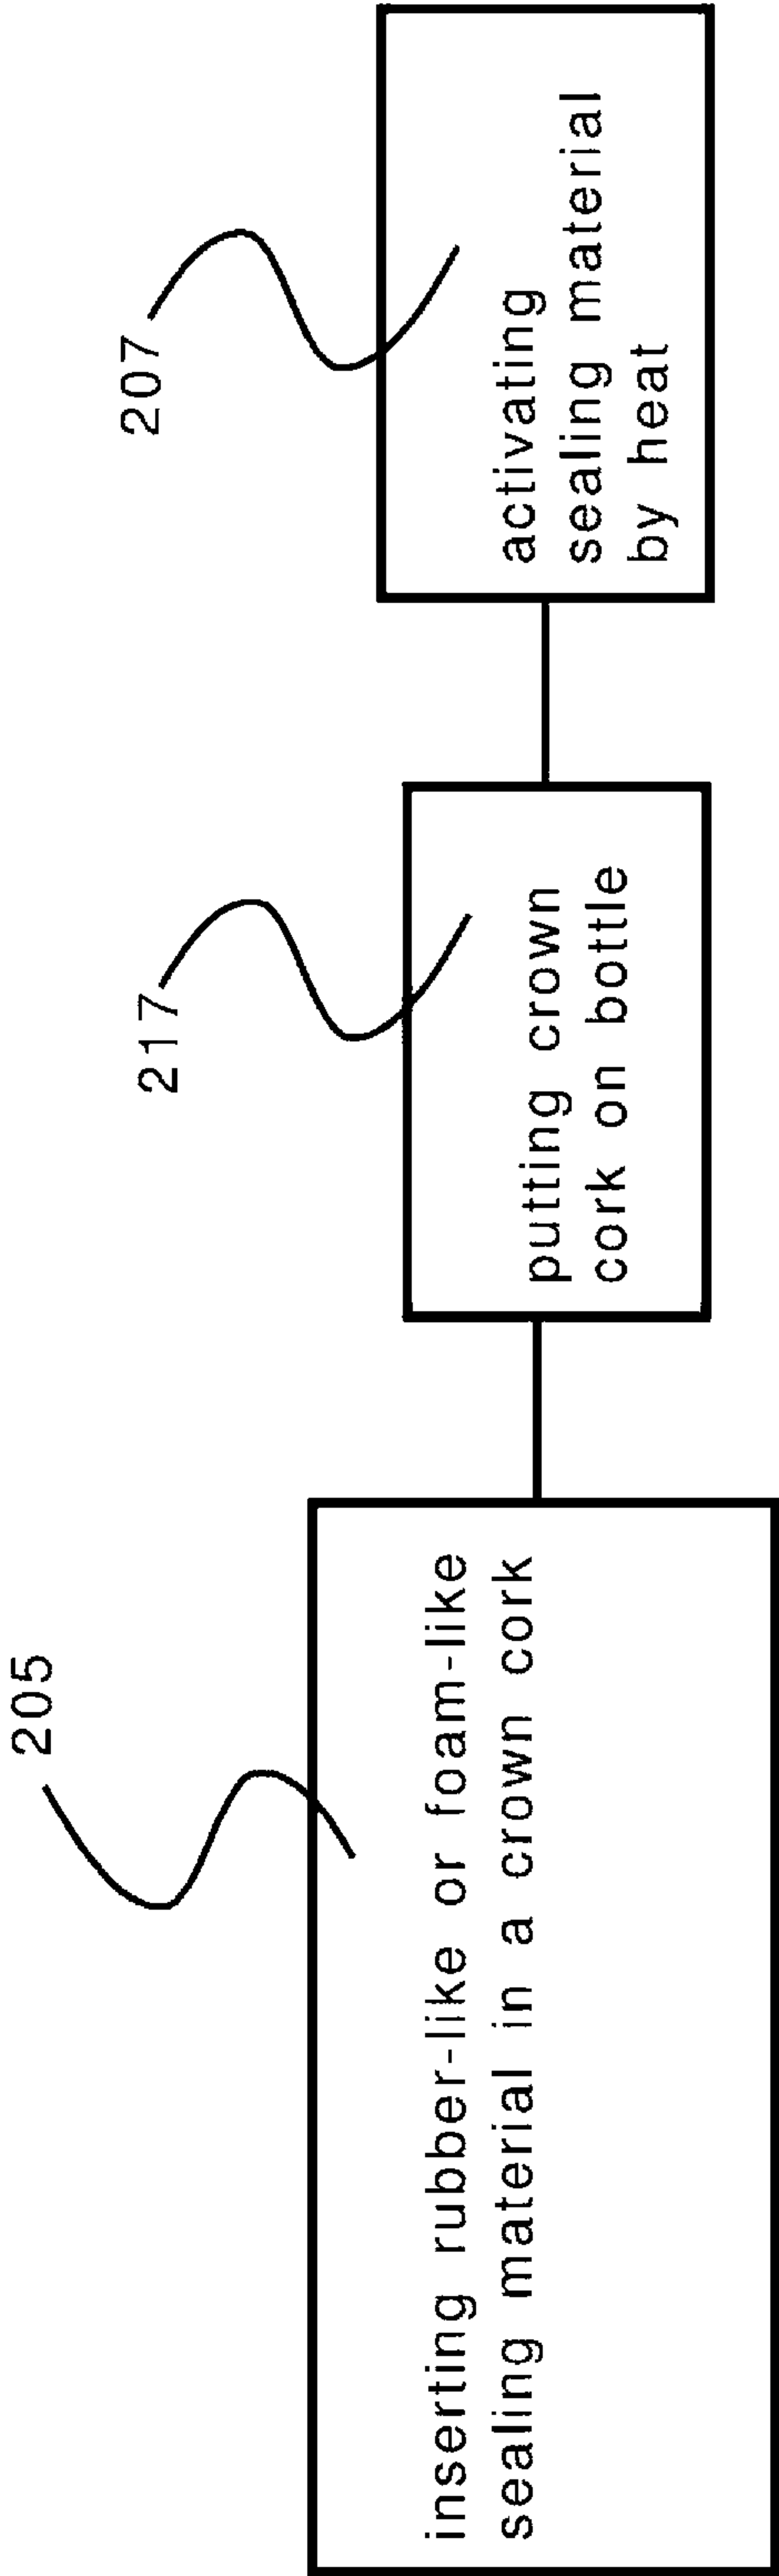 205
inserting rubber-like or foam-like
sealing material in a crown cork
217
putting crown
cork on bottle
207
activating
sealing material
by heat